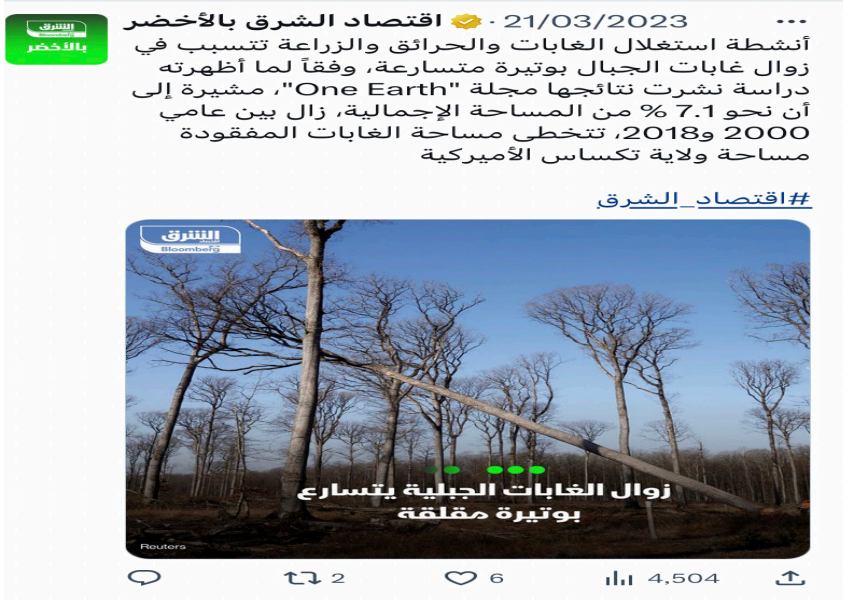 اقتصاد الشرق بالأخضر · 21/03/2023
الشرق
بالأخضر
أنشطة استغلال الغابات والحرائق والزراعة تتسبب في
زوال غابات الجبال بوتيرة متسارعة، وفقاً لما أظهرته
دراسة نشرت نتائجها مجلة "One Earth"، مشيرة إلى
أن نحو 7.1 % من المساحة الإجمالية، زال بين عامي
2000 و2018، تتخطى مساحة الغابات المفقودة
مساحة ولاية تكساس الأميركية
#اقتصاد_الشرق
الشرق
اقتصاد
Bloomberg
زوال الغابات الجبلية يتسارع
بوتيرة مقلقة
Reuters
2 6 4,504